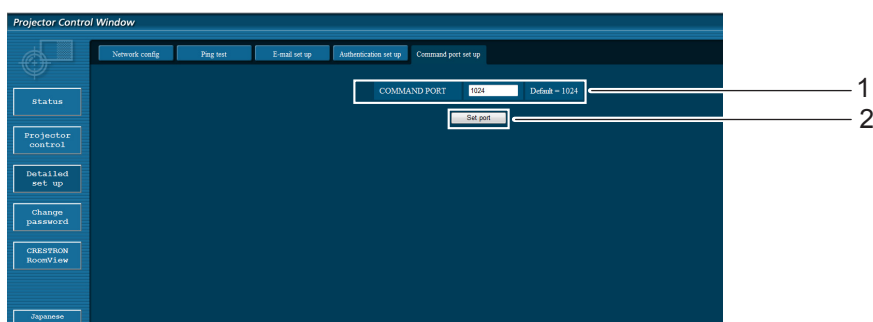 Projector Control Window
Network config Ping test E-mail set up Authentication set up Command port set up
COMMAND PORT 1024 Default = 1024 1
Set port 2
Status
Projector
control
Detailed
set up
Change
password
CRESTRON
RoomView
Japanese